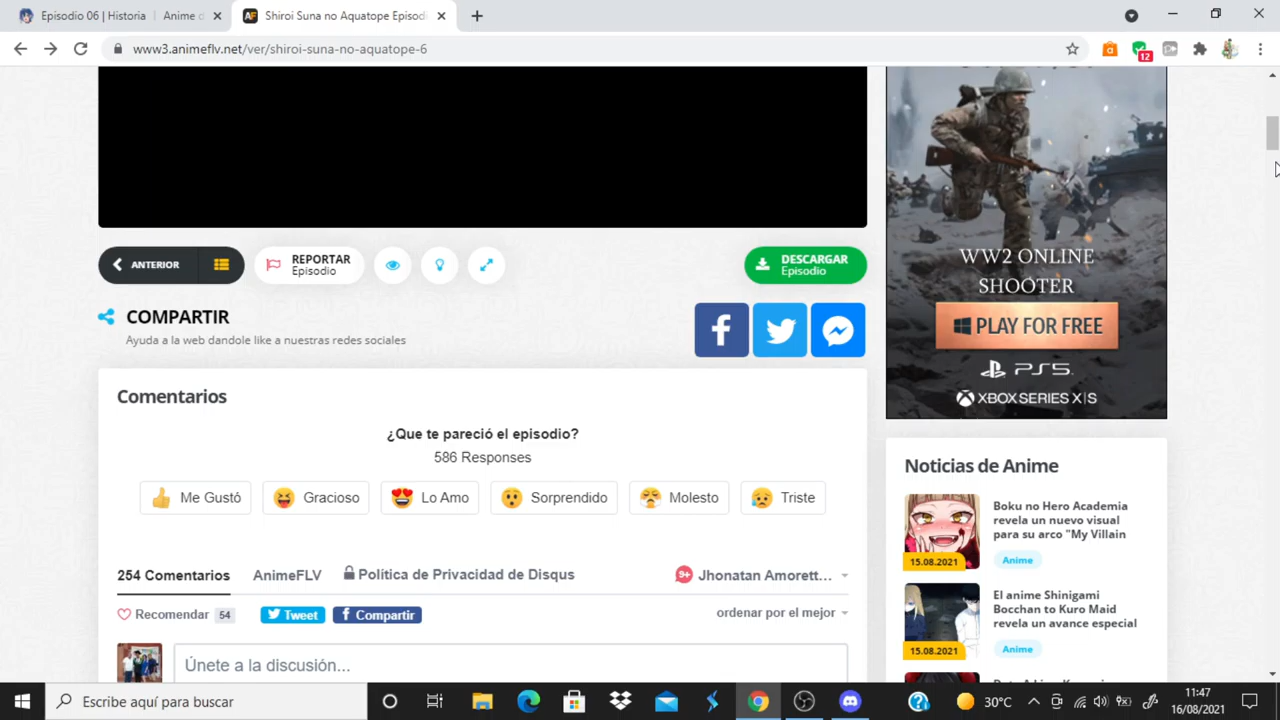 Episodio 06 | Historia
Anime d
Shiroi Suna no Aquatope Episodi
www3.animeflv.net/ver/shiroi-suna-no-aquatope-6
12
ANTERIOR
REPORTAR
Episodio
DESCARGAR
Episodio
COMPARTIR
Ayuda a la web dandole like a nuestras redes sociales
WW2 ONLINE
SHOOTER
PLAY FOR FREE
PS5
XBOX SERIES X|S
Comentarios
¿Que te pareció el episodio?
586 Responses
Me Gustó
Gracioso
Lo Amo
Sorprendido
Molesto
Triste
254 Comentarios
AnimeFLV
Política de Privacidad de Disqus
9+
Jhonatan Amorett...
Recomendar 54
Tweet
f Compartir
ordenar por el mejor
Únete a la discusión...
Noticias de Anime
Boku no Hero Academia
revela un nuevo visual
para su arco "My Villain
15.08.2021
Anime
El anime Shinigami
Bocchan to Kuro Maid
revela un avance especial
15.08.2021
Anime
Escribe aquí para buscar
30°C
11:47
16/08/2021